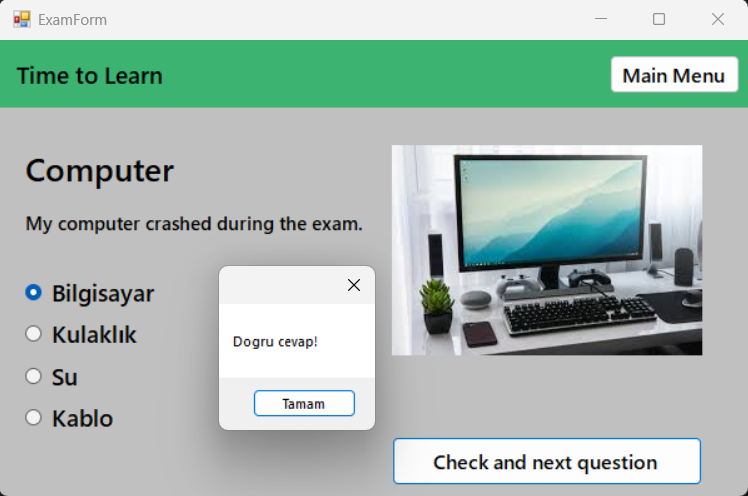 ExamForm
Time to Learn
Main Menu
Computer
My computer crashed during the exam.
Bilgisayar
Kulaklık
Su
Kablo
Dogru cevap!
Tamam
Check and next question